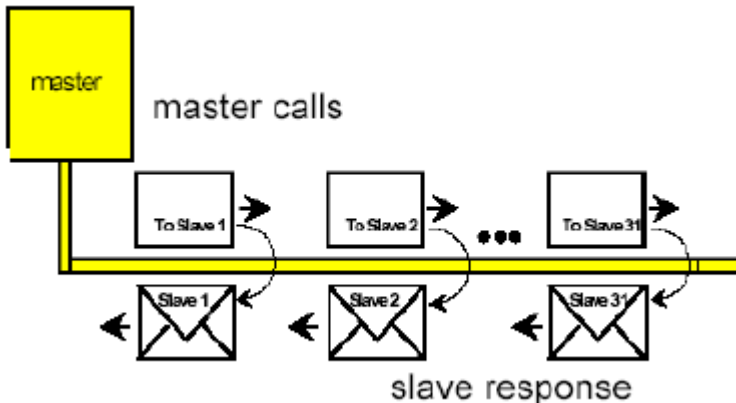 master
master calls
To Slave 1
To Slave 2
To Slave 31
Slave 1
Slave 2
Slave 31
slave response